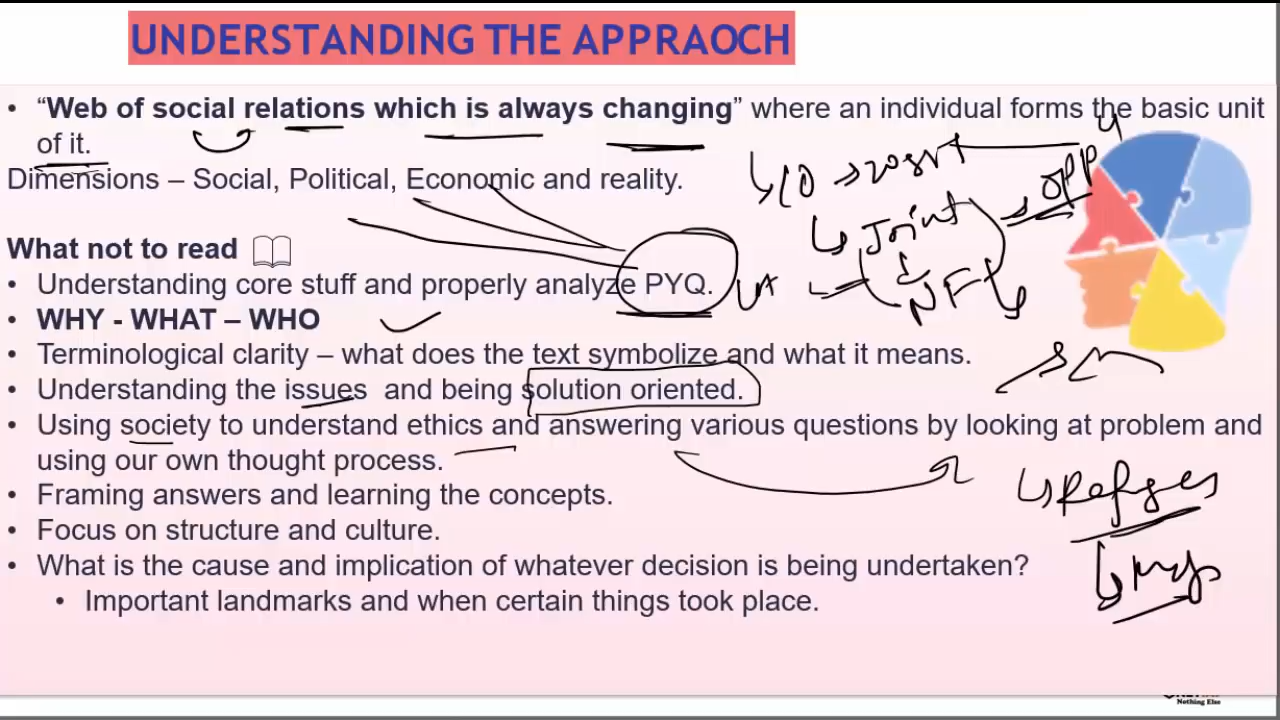 UNDERSTANDING THE APPRAOCH
• “Web of social relations which is always changing” where an individual forms the basic unit
of it.
Dimensions – Social, Political, Economic and reality.
What not to read
• Understanding core stuff and properly analyze PYQ.
• WHY - WHAT – WHO
• Terminological clarity – what does the text symbolize and what it means.
• Understanding the issues and being solution oriented.
• Using society to understand ethics and answering various questions by looking at problem and
using our own thought process.
• Framing answers and learning the concepts.
• Focus on structure and culture.
• What is the cause and implication of whatever decision is being undertaken?
• Important landmarks and when certain things took place.
Joint
NF
Nothing Else